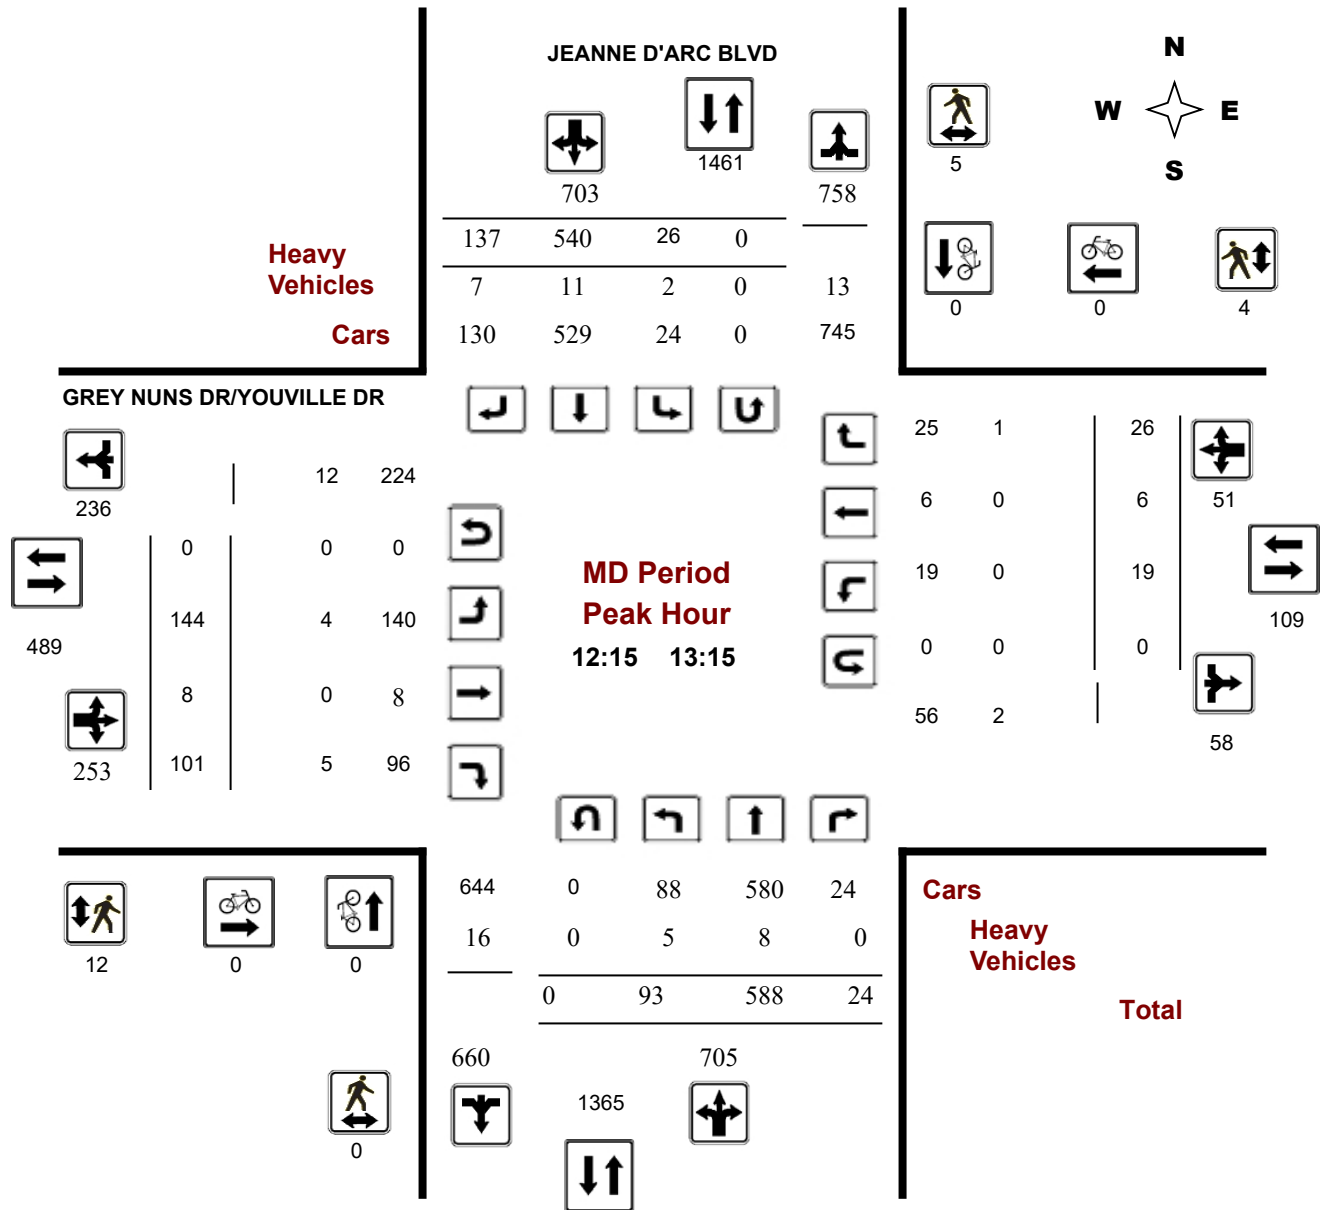 JEANNE D'ARC BLVD
N
W E
S
1461
5
703
758
137 540 26 0
Heavy
Vehicles
7 11 2 0 13
0 0 4
Cars
130 529 24 0 745
GREY NUNS DR/YOUVILLE DR
25 1 26
12 224
236
6 0 6 51
0 0 0
MD Period
Peak Hour
12:15 13:15
19 0 19
144 4 140
109
489
0 0 0
8 0 8
56 2
58
253
101 5 96
644 0 88 580 24
Cars
16 0 5 8 0
Heavy
Vehicles
12 0 0
0 93 588 24
Total
660 705
1365
0